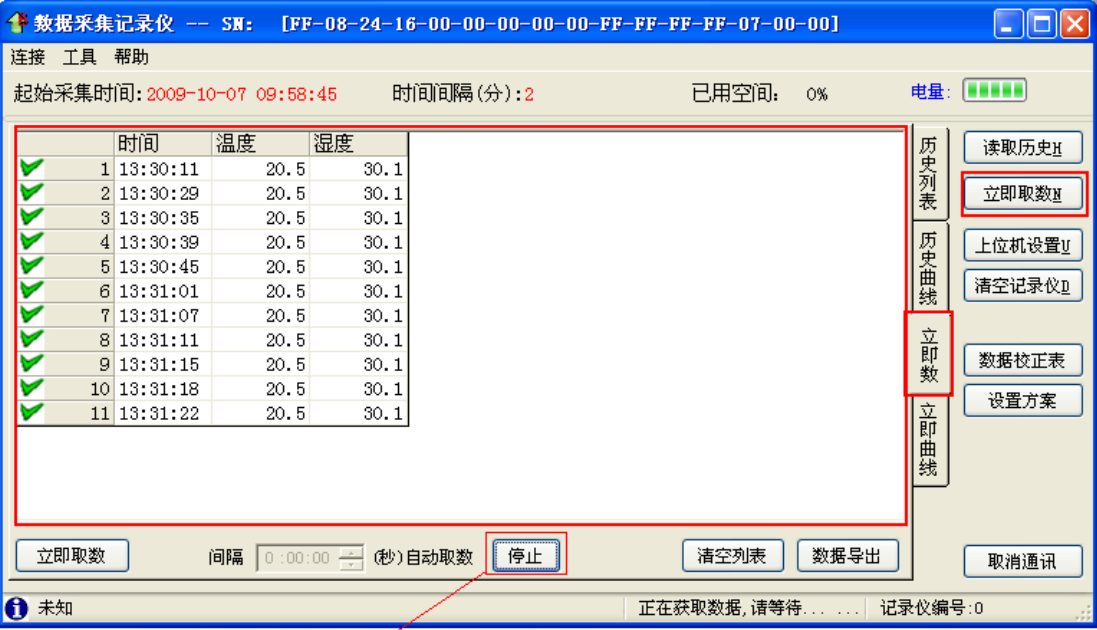 数据采集记录仪 -- SN: [FF-08-24-16-00-00-00-00-00-FF-FF-FF-FF-07-00-00]
连接 工具 帮助
起始采集时间:2009-10-07 09:58:45 时间间隔(分):2 已用空间: 0% 电量:
时间 温度 湿度
1 13:30:11 20.5 30.1
2 13:30:29 20.5 30.1
3 13:30:35 20.5 30.1
4 13:30:39 20.5 30.1
5 13:30:45 20.5 30.1
6 13:31:01 20.5 30.1
7 13:31:07 20.5 30.1
8 13:31:11 20.5 30.1
9 13:31:15 20.5 30.1
10 13:31:18 20.5 30.1
11 13:31:22 20.5 30.1
历史列表
历史曲线
立即数
立即曲线
读取历史H
立即取数N
上位机设置U
清空记录仪D
数据校正表
设置方案
立即取数 间隔 0:00:00 (秒)自动取数 停止 清空列表 数据导出 取消通讯
未知 正在获取数据,请等待... ... 记录仪编号:0